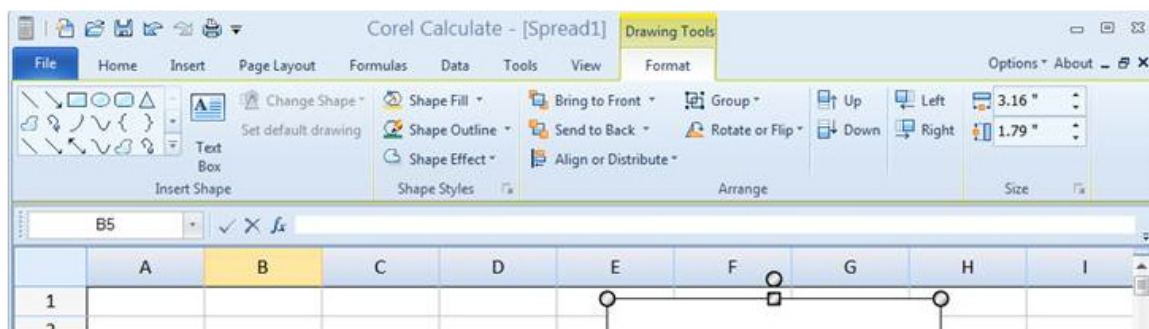 Corel Calculate - [Spread1] Drawing Tools
File Home Insert Page Layout Formulas Data Tools View Format Options About
Change Shape Shape Fill Bring to Front Group Up Left 3.16 "
A Set default drawing Shape Outline Send to Back Rotate or Flip Down Right 1.79 "
Text
Box Shape Effect Align or Distribute
Insert Shape Shape Styles Arrange Size
B5 fx
A B C D E F G H I
1
2